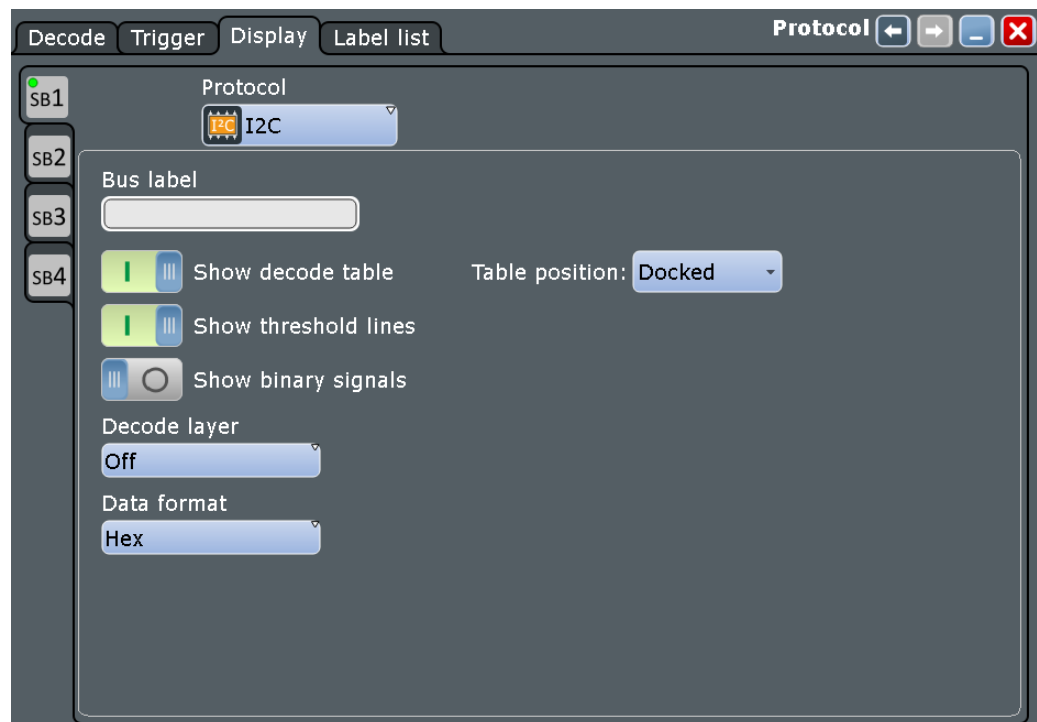 Decode Trigger Display Label list Protocol
SB1
Protocol
I²C I2C
SB2
Bus label
SB3
SB4
Show decode table Table position: Docked
Show threshold lines
Show binary signals
Decode layer
Off
Data format
Hex